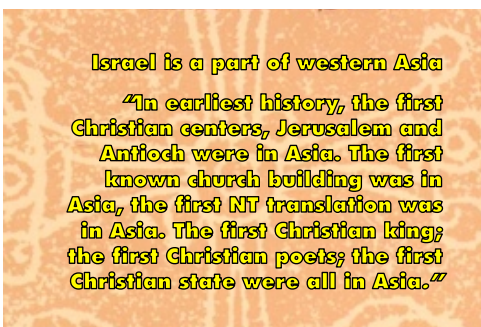 Israel is a part of western Asia
“In earliest history, the first
Christian centers, Jerusalem and
Antioch were in Asia. The first
known church building was in
Asia, the first NT translation was
in Asia. The first Christian king;
the first Christian poets; the first
Christian state were all in Asia.”